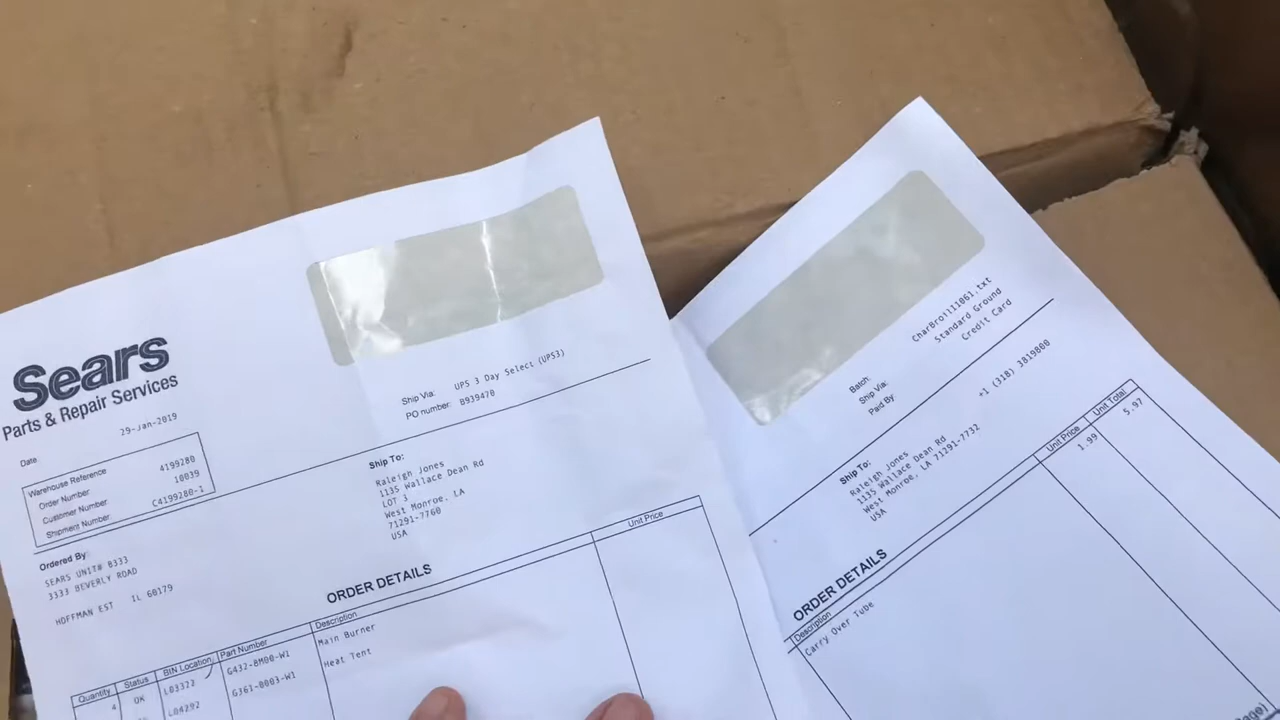 Sears
Parts & Repair Services
Date 29-Jan-2019
Warehouse Reference
Order Number 4199280
Customer Number 10039
Shipment Number C4199280-1
Ship Via: UPS 3 Day Select (UPS3)
PO number: 8939470
Ordered By:
SEARS UNIT# 8333
3333 BEVERLY ROAD
HOFFMAN EST IL 60179
Ship To:
Raleigh Jones
1135 Wallace Dean Rd
LOT 3
West Monroe, LA
71291-7760
USA
ORDER DETAILS
Quantity Status BIN Location Part Number Description Unit Price
4 OK L03322 G432-8M00-W1 Main Burner
L04292 G361-0003-W1 Heat Tent
Batch: CharBroil11061.txt
Ship Via: Standard Ground
Paid By: Credit Card
+1 (318) 3819800
Ship To:
Raleigh Jones
1135 Wallace Dean Rd
West Monroe, LA 71291-7732
USA
ORDER DETAILS
Description Unit Price Unit Total
Carry Over Tube 1.99 5.97